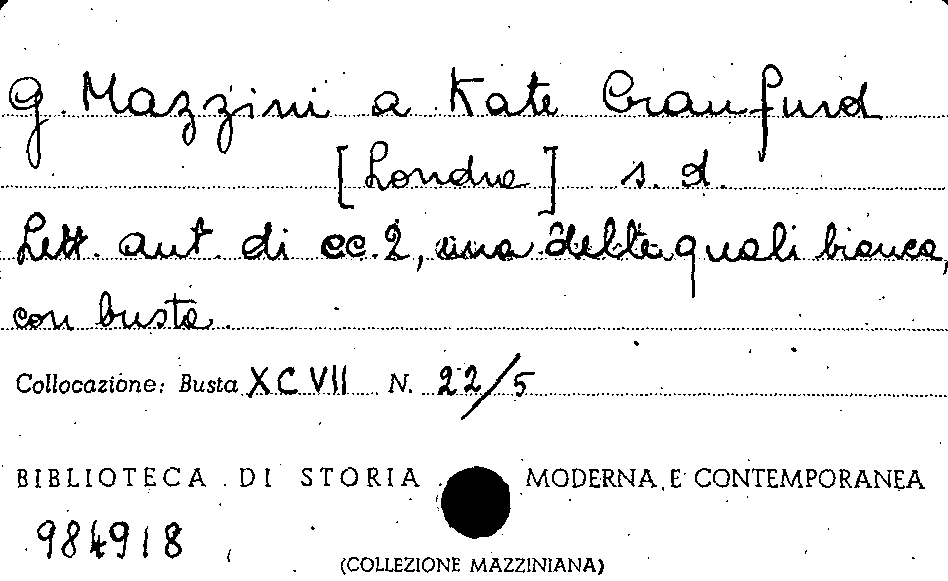 G. Mazzini a Kate Craufurd
[Londra] s. d.
Lett. aut. di cc. 2, una delle quali bianca,
con busta.
Collocazione: Busta XCVII N. 22/5
BIBLIOTECA DI STORIA MODERNA E CONTEMPORANEA
984918
(COLLEZIONE MAZZINIANA)